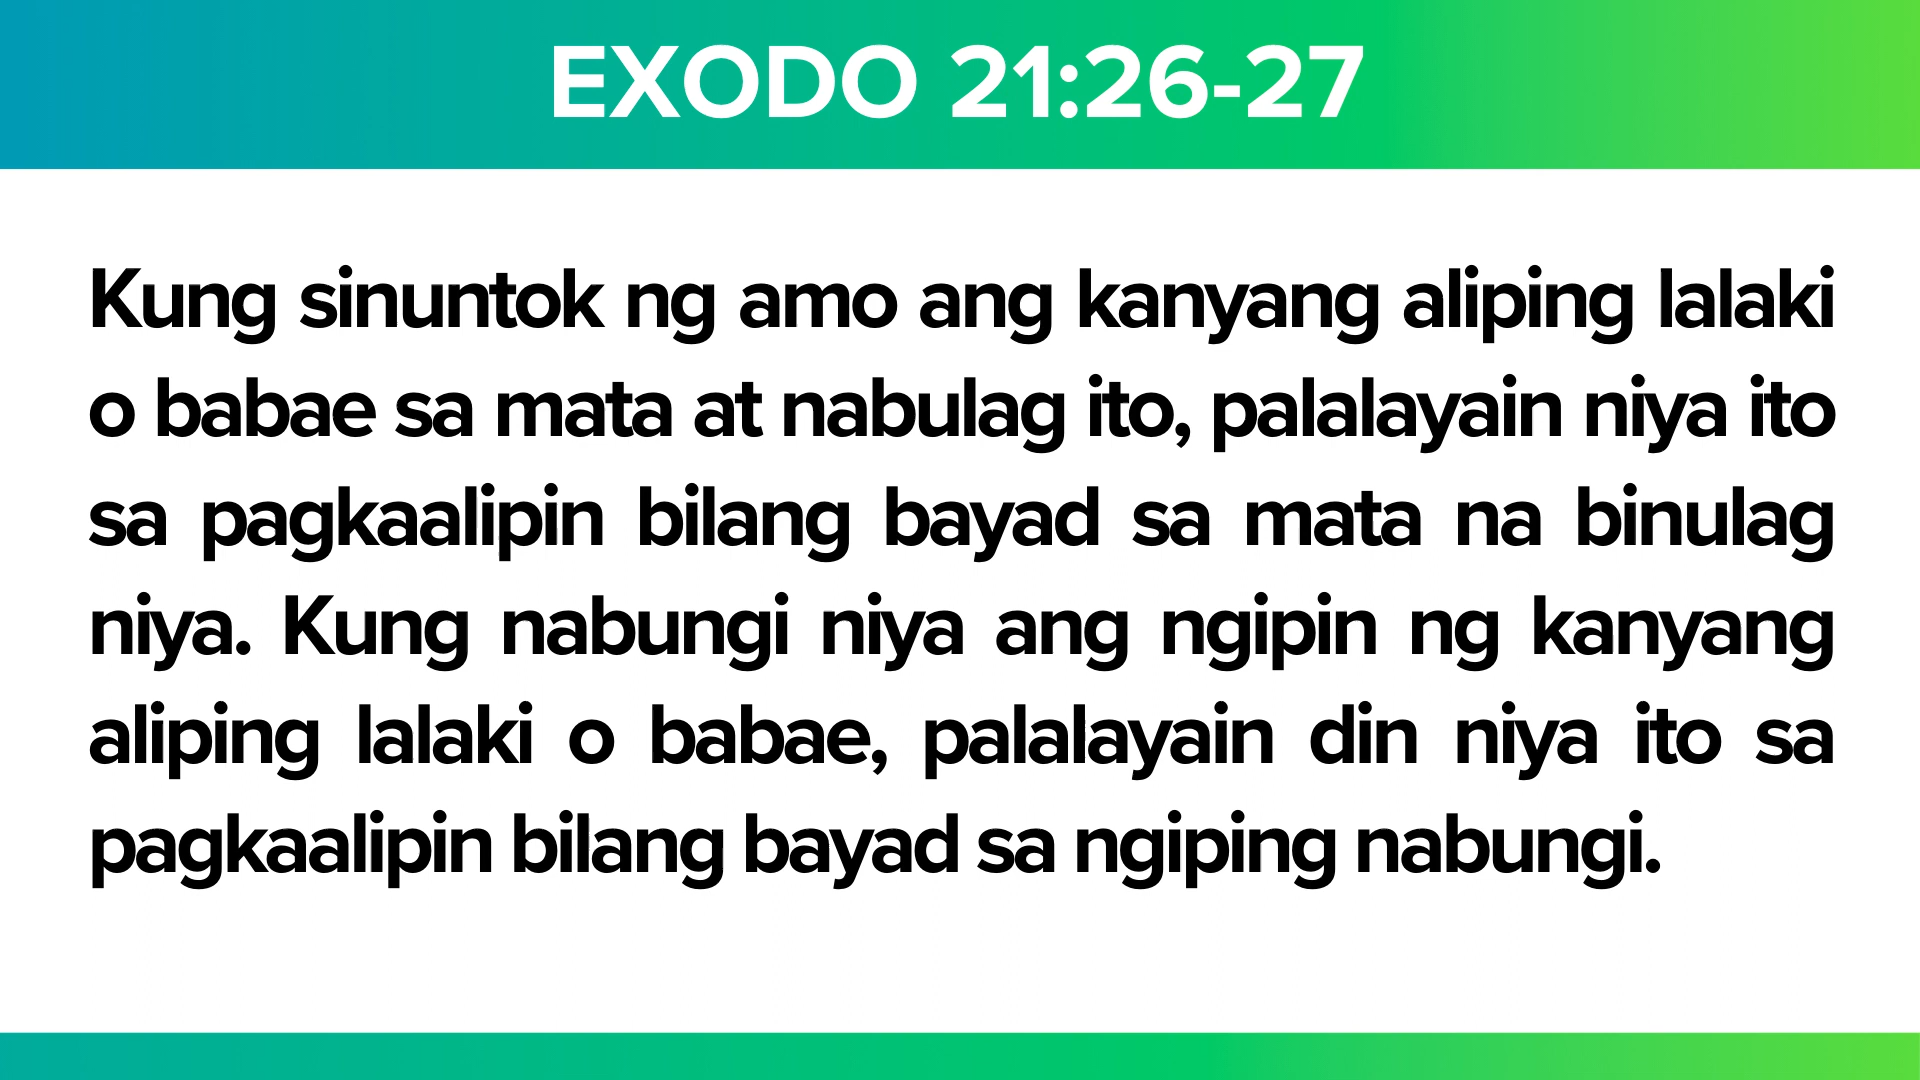 EXODO 21:26-27
Kung sinuntok ng amo ang kanyang aliping lalaki
o babae sa mata at nabulag ito, palalayain niya ito
sa pagkaalipin bilang bayad sa mata na binulag
niya. Kung nabungi niya ang ngipin ng kanyang
aliping lalaki o babae, palalayain din niya ito sa
pagkaalipin bilang bayad sa ngiping nabungi.